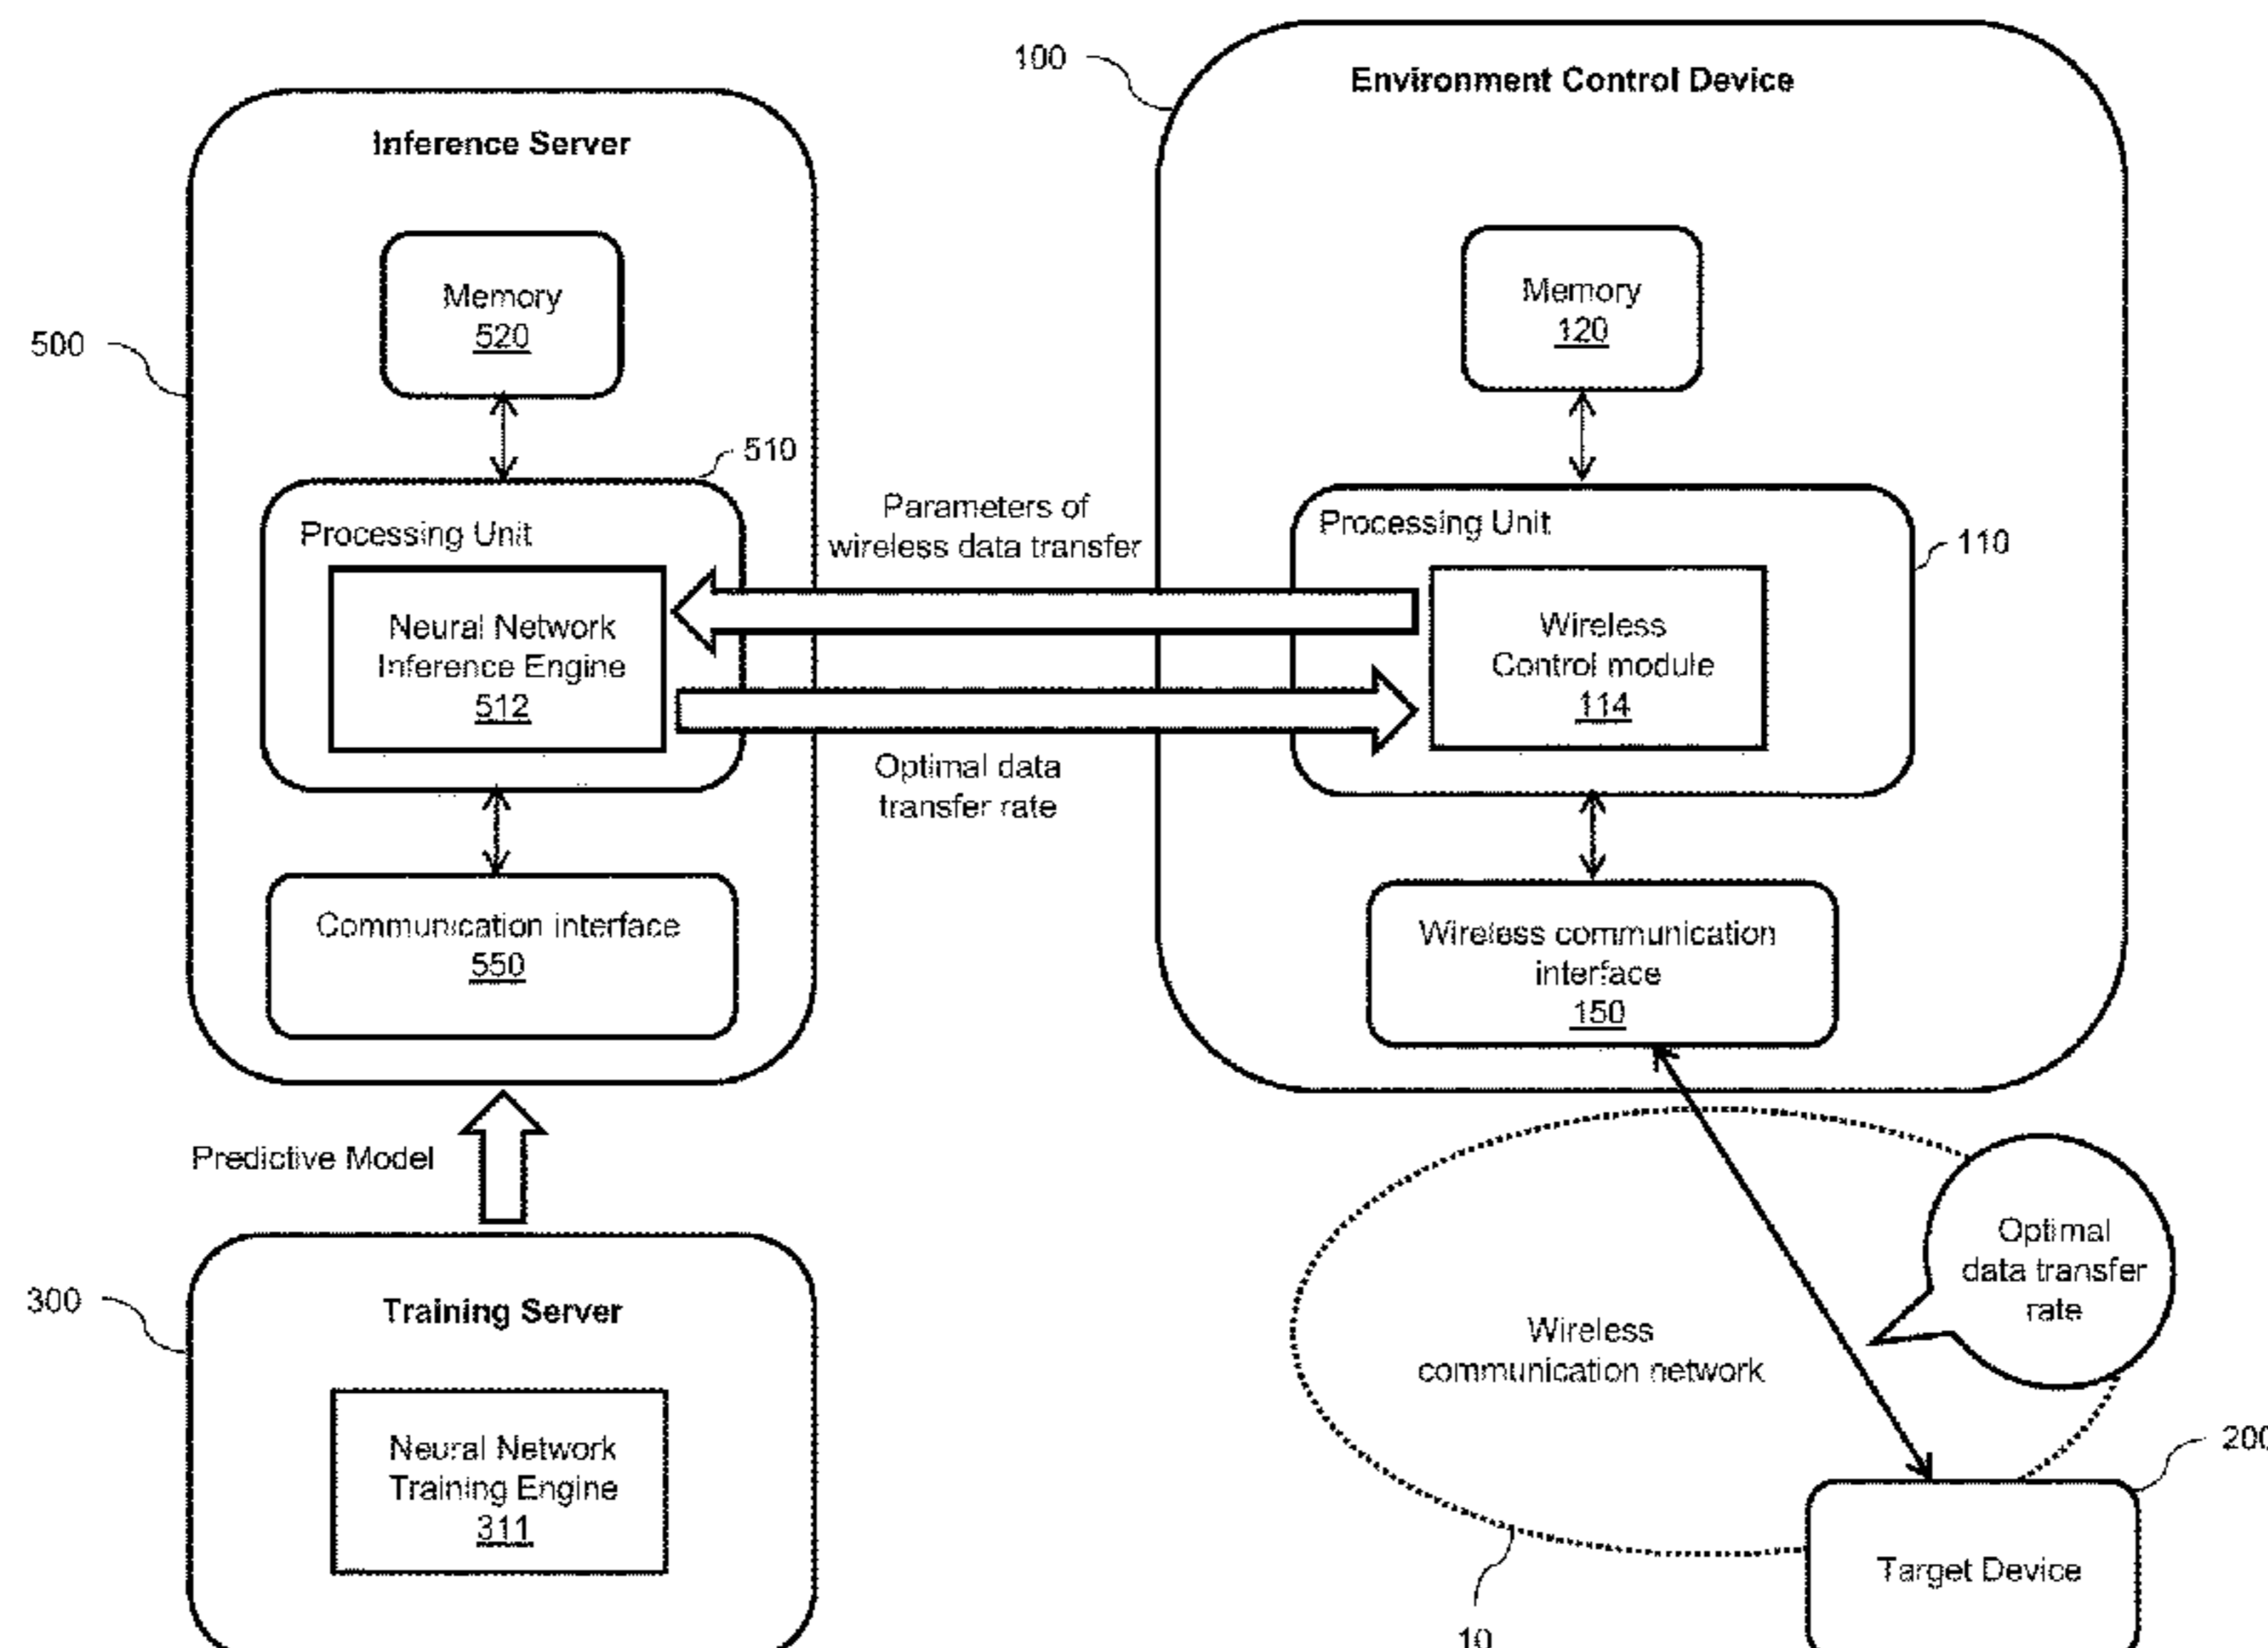 100
Environment Control Device
Inference Server
Memory
520
Memory
120
500
510
Processing Unit
Parameters of
wireless data transfer
Processing Unit
110
Neural Network
Inference Engine
512
Wireless
Control module
114
Optimal data
transfer rate
Communication interface
550
Wireless communication
interface
150
Predictive Model
300
Training Server
Neural Network
Training Engine
311
Optimal
data transfer
rate
Wireless
communication network
200
Target Device
10